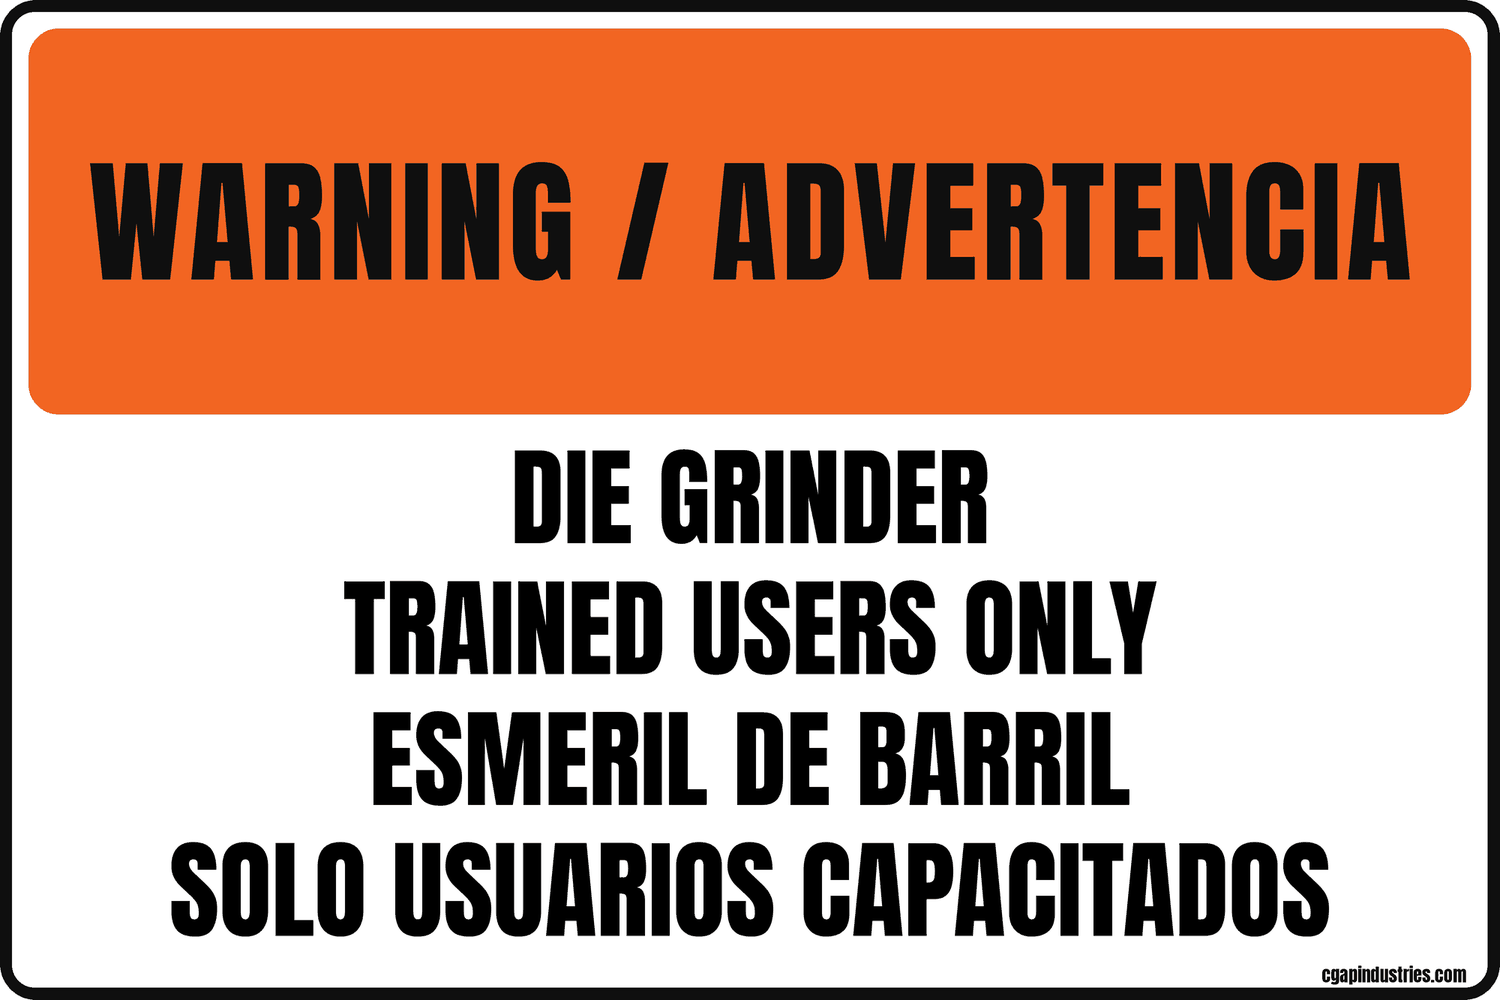 WARNING / ADVERTENCIA
DIE GRINDER
TRAINED USERS ONLY
ESMERIL DE BARRIL
SOLO USUARIOS CAPACITADOS
cgapindustries.com